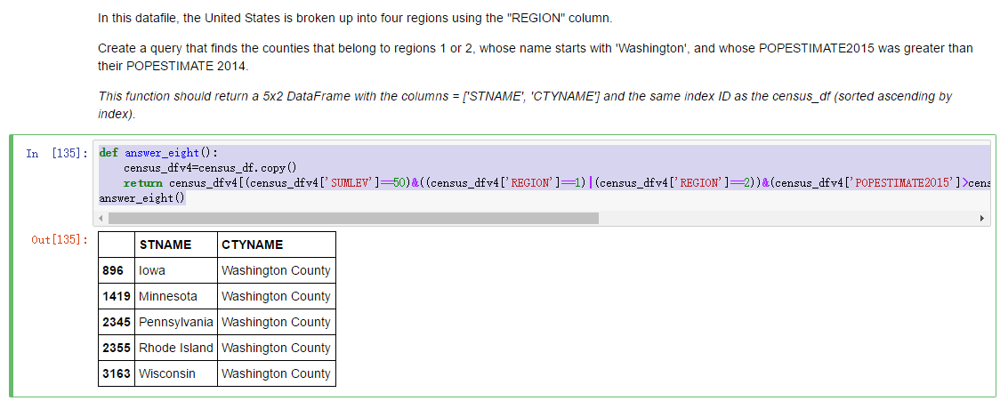 In this datafile, the United States is broken up into four regions using the "REGION" column.
Create a query that finds the counties that belong to regions 1 or 2, whose name starts with 'Washington', and whose POPESTIMATE2015 was greater than
their POPESTIMATE 2014.
This function should return a 5x2 DataFrame with the columns = ['STNAME', 'CTYNAME'] and the same index ID as the census_df (sorted ascending by
index).
In [135]: def answer_eight():
census_dfv4=census_df.copy()
return census_dfv4[(census_dfv4['SUMLEV']==50)&((census_dfv4['REGION']==1)|(census_dfv4['REGION']==2))&(census_dfv4['POPESTIMATE2015']>cens
answer_eight()
Out[135]:
STNAME CTYNAME
896 Iowa Washington County
1419 Minnesota Washington County
2345 Pennsylvania Washington County
2355 Rhode Island Washington County
3163 Wisconsin Washington County